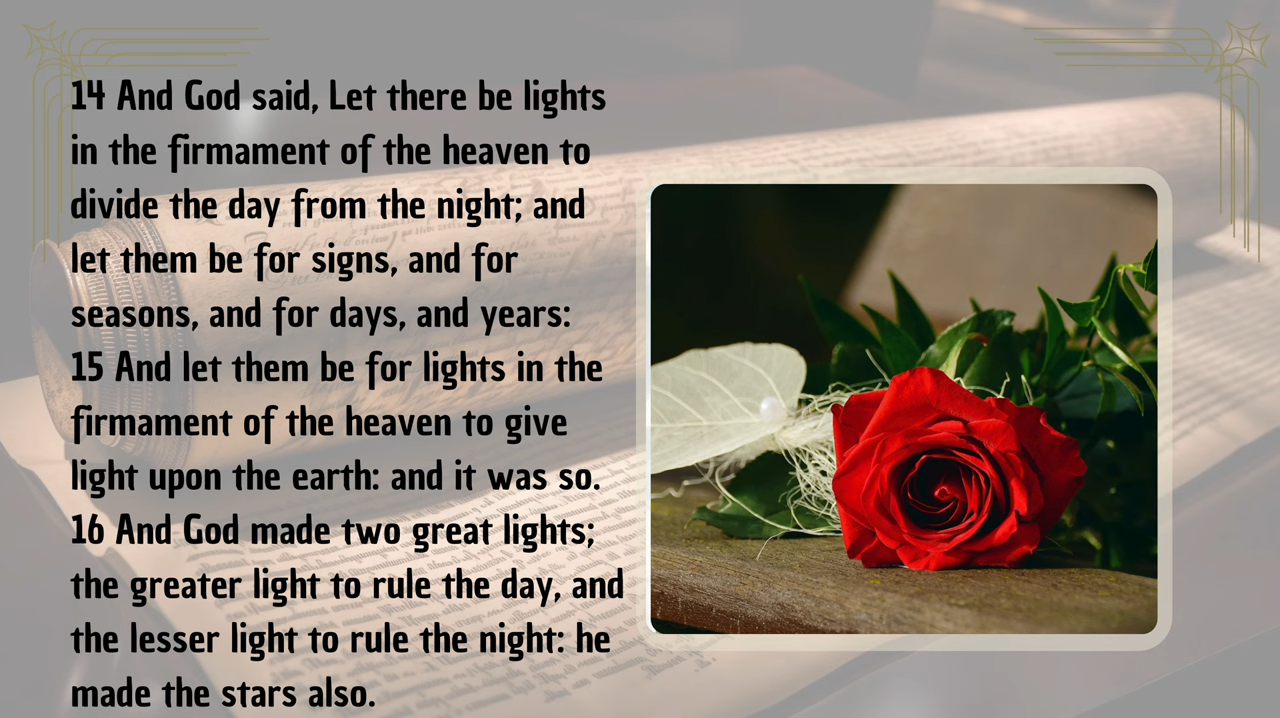 14 And God said, Let there be lights
in the firmament of the heaven to
divide the day from the night; and
let them be for signs, and for
seasons, and for days, and years:
15 And let them be for lights in the
firmament of the heaven to give
light upon the earth: and it was so.
16 And God made two great lights;
the greater light to rule the day, and
the lesser light to rule the night: he
made the stars also.